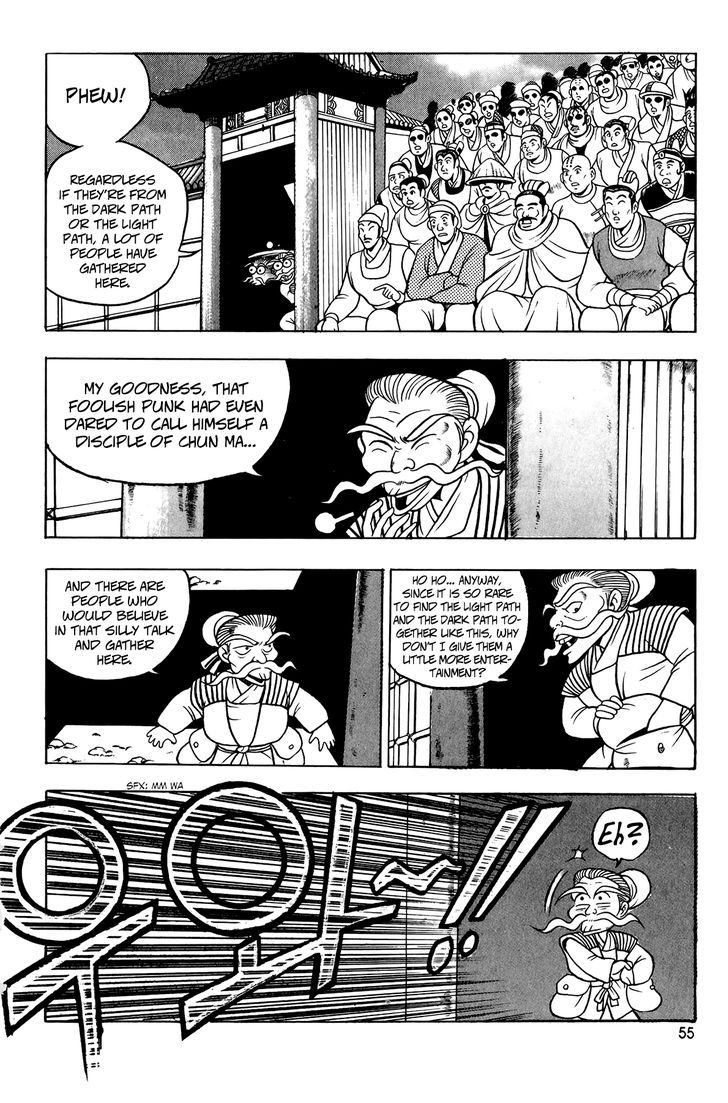 PHEW!
REGARDLESS
IF THEY'RE FROM
THE DARK PATH
OR THE LIGHT
PATH, A LOT OF
PEOPLE HAVE
GATHERED
HERE.
MY GOODNESS, THAT
FOOLISH PUNK HAD EVEN
DARED TO CALL HIMSELF A
DISCIPLE OF CHUN MA...
AND THERE ARE
PEOPLE WHO
WOULD BELIEVE
IN THAT SILLY TALK
AND GATHER
HERE.
HO HO... ANYWAY,
SINCE IT IS SO RARE
TO FIND THE LIGHT PATH
AND THE DARK PATH TO-
GETHER LIKE THIS, WHY
DON'T I GIVE THEM A
LITTLE MORE ENTER-
TAINMENT?
SFX: MM WA
우와~!!
Eh?
55